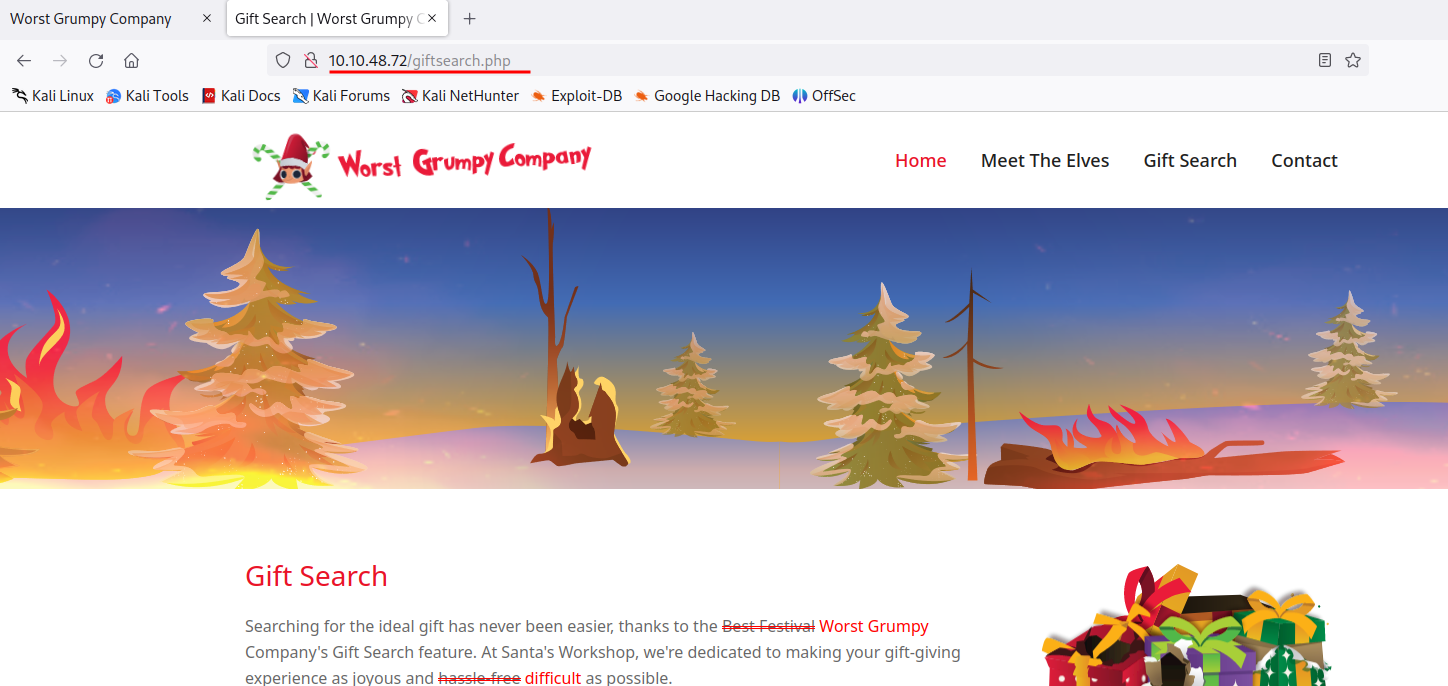 Worst Grumpy Company
Gift Search | Worst Grumpy C
10.10.48.72/giftsearch.php
Kali Linux Kali Tools Kali Docs Kali Forums Kali NetHunter Exploit-DB Google Hacking DB OffSec
Worst Grumpy Company
Home Meet The Elves Gift Search Contact
Gift Search
Searching for the ideal gift has never been easier, thanks to the Best Festival Worst Grumpy
Company's Gift Search feature. At Santa's Workshop, we're dedicated to making your gift-giving
experience as joyous and hassle-free difficult as possible.